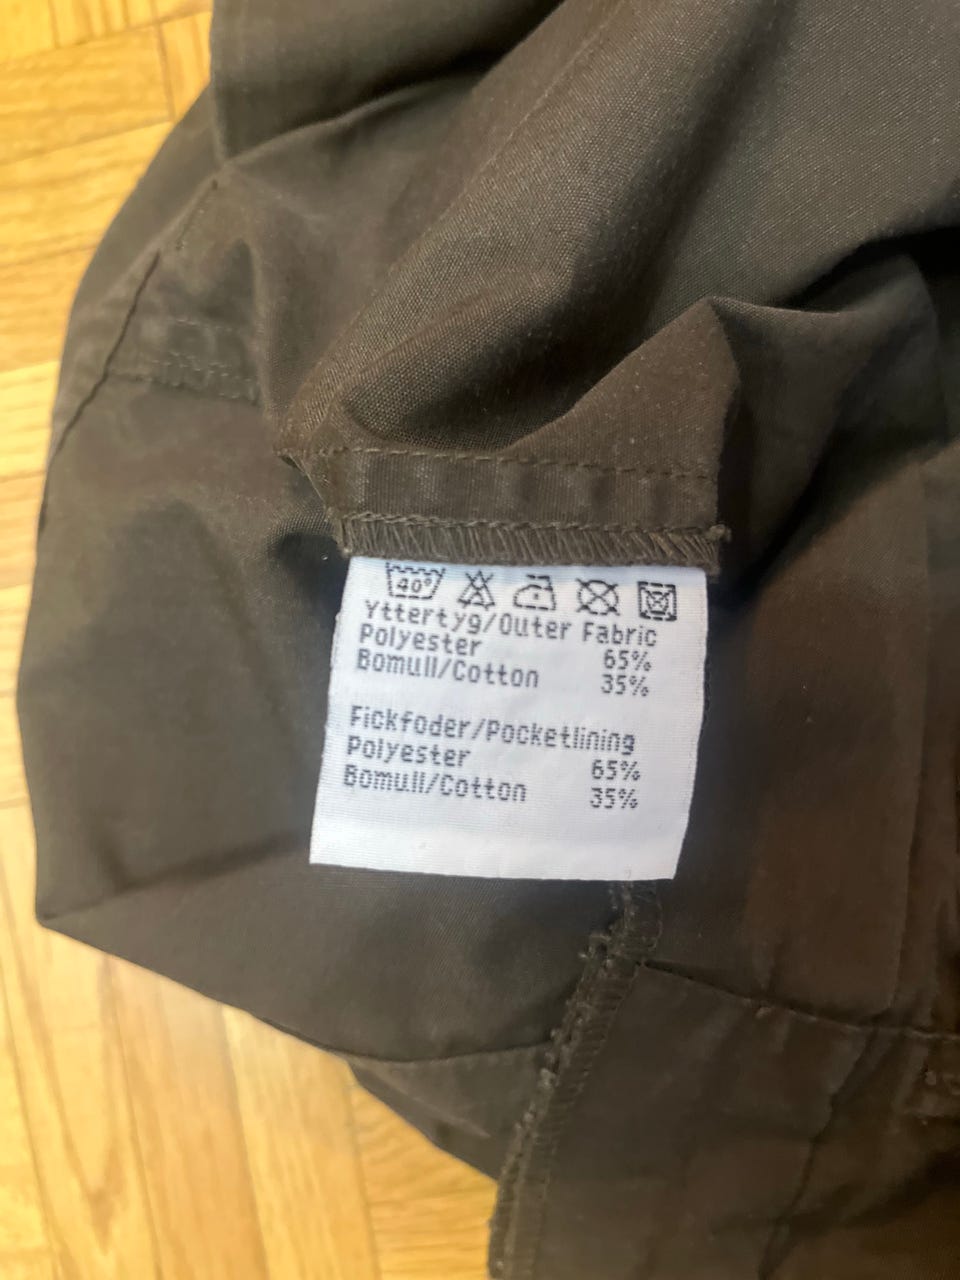 40°
Yttertyg/Outer Fabric
Polyester 65%
Bomull/Cotton 35%
Fickfoder/Pocketlining
Polyester 65%
Bomull/Cotton 35%